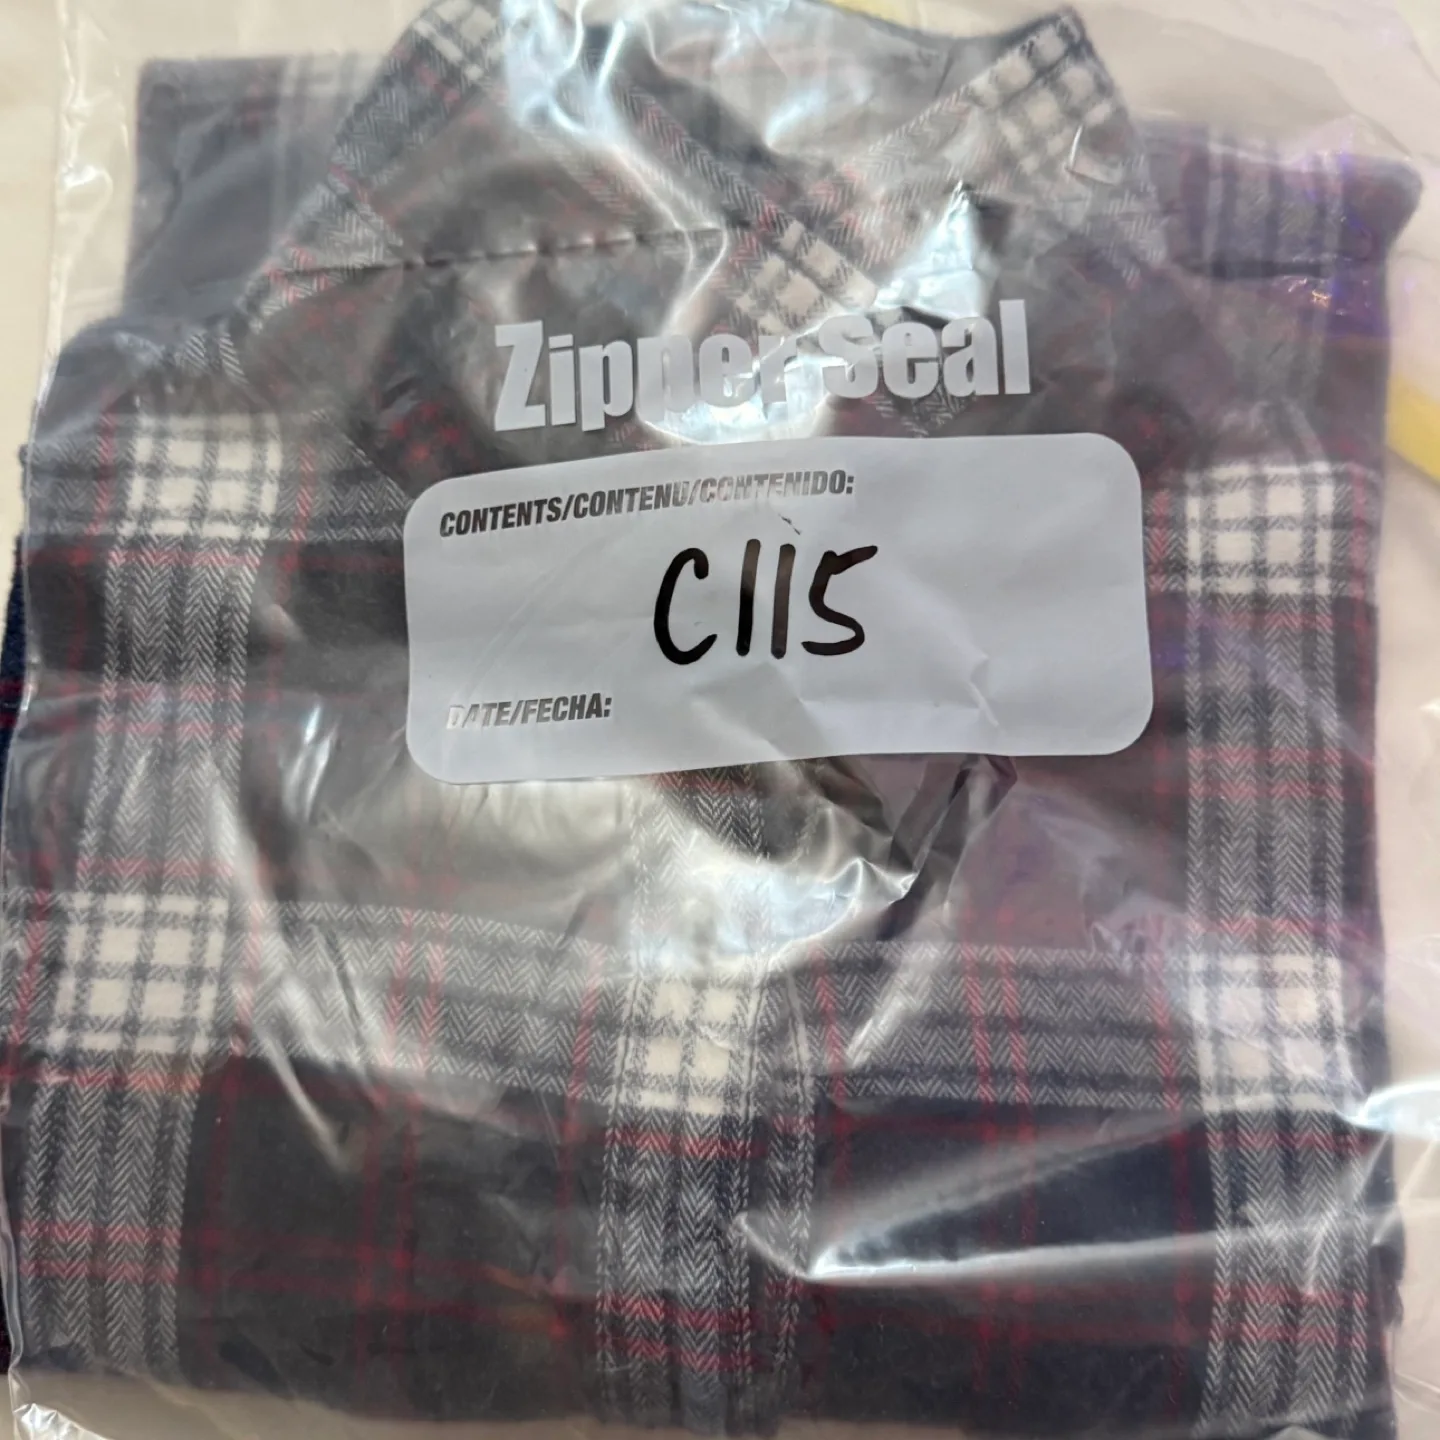 Zipper Seal
CONTENTS/CONTENU/CONTENIDO:
C115
DATE/FECHA: